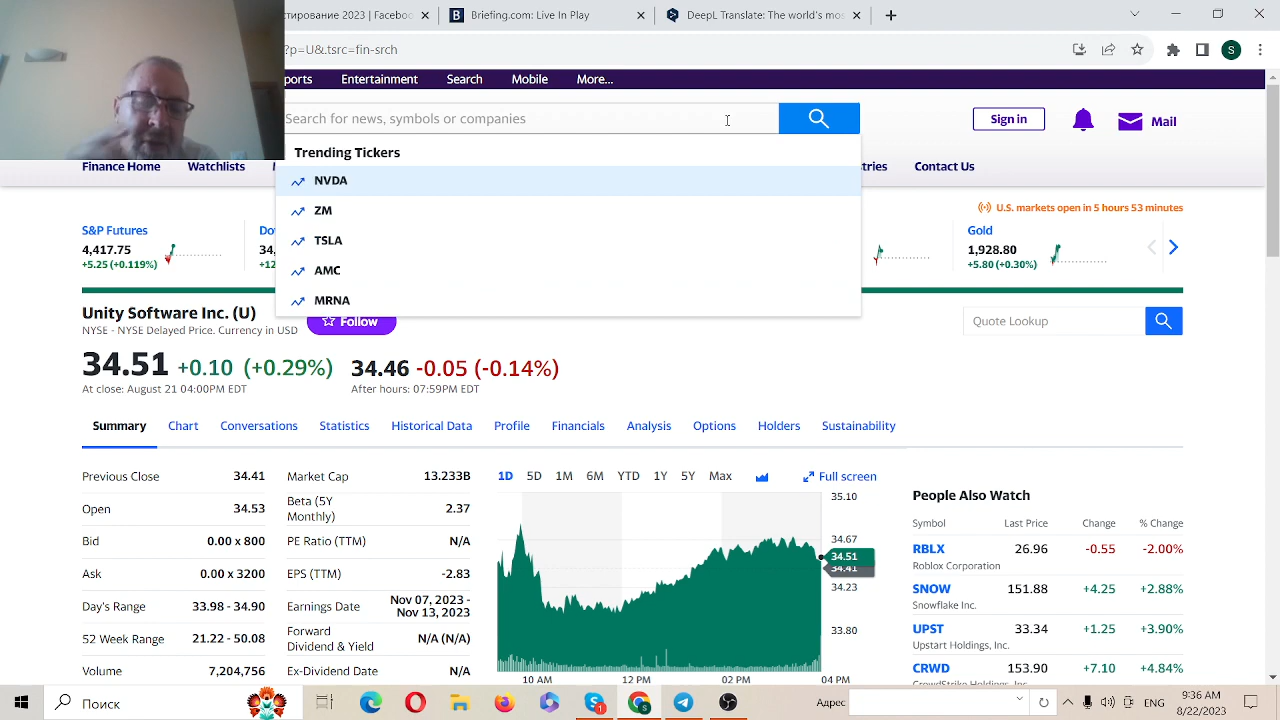 orecasts
Briefing.com: In Play
DeepL Translate: The world's mos
?p=U&.tsrc=fin-srch
S
ports
Entertainment
Search
Mobile
More...
Search for news, symbols or companies
Sign in
Mail
Trending Tickers
Finance Home
Watchlists
tries
Contact Us
NVDA
ZM
TSLA
AMC
MRNA
U.S. markets open in 5 hours 53 minutes
S&P Futures
4,417.75
+5.25 (+0.119%)
Do
34,
+12
Gold
1,928.80
+5.80 (+0.30%)
Unity Software Inc. (U)
NYSE - NYSE Delayed Price. Currency in USD
Follow
Quote Lookup
34.51 +0.10 (+0.29%)
At close: August 21 04:00PM EDT
34.46 -0.05 (-0.14%)
After hours: 07:59PM EDT
Summary
Chart
Conversations
Statistics
Historical Data
Profile
Financials
Analysis
Options
Holders
Sustainability
Previous Close 34.41
Open 34.53
Bid 0.00 x 800
Ask 0.00 x 3200
Day's Range 33.98 - 34.90
52 Week Range 21.22 - 50.08
Volume 7,204,756
Market Cap 13.233B
Beta (5Y
Monthly) 2.37
PE Ratio (TTM) N/A
EPS (TTM) -2.83
Earnings Date Nov 07, 2023 -
Nov 13, 2023
Forward
Dividend & Yield N/A (N/A)
Ex-Dividend Date N/A
1D 5D 1M 6M YTD 1Y 5Y Max
Full screen
35.10
34.67
34.51
34.41
34.23
33.80
10 AM
12 PM
02 PM
04 PM
People Also Watch
Symbol Last Price Change % Change
RBLX 26.96 -0.55 -2.00%
Roblox Corporation
SNOW 151.88 +4.25 +2.88%
Snowflake Inc.
UPST 33.34 +1.25 +3.90%
Upstart Holdings, Inc.
CRWD 153.90 +7.10 +4.84%
CrowdStrike Holdings, Inc.
Поиск
Адрес
9:36 AM
8/22/2023